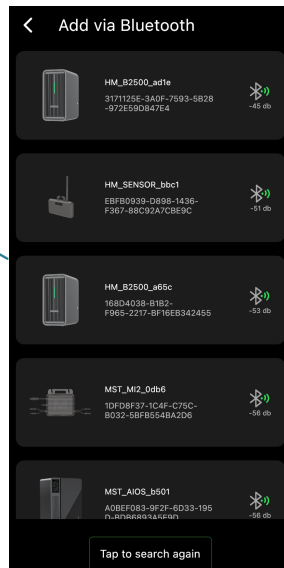 Add via Bluetooth
HM_B2500_ad1e
3171125E-3A0F-7593-5B28
-972E59D847E4
-45 db
HM_SENSOR_bbc1
EBFB0939-D898-1436-
F367-88C92A7CBE9C
-51 db
HM_B2500_a65c
168D4038-B1B2-
F965-2217-BF16EB342455
-53 db
MST_MI2_0db6
1DFD8F37-1C4F-C75C-
B032-5BFB554BA2D6
-56 db
MST_AIOS_b501
A0BEF083-9F2F-6D33-195
D-BDB6893A5E9D
-56 db
Tap to search again